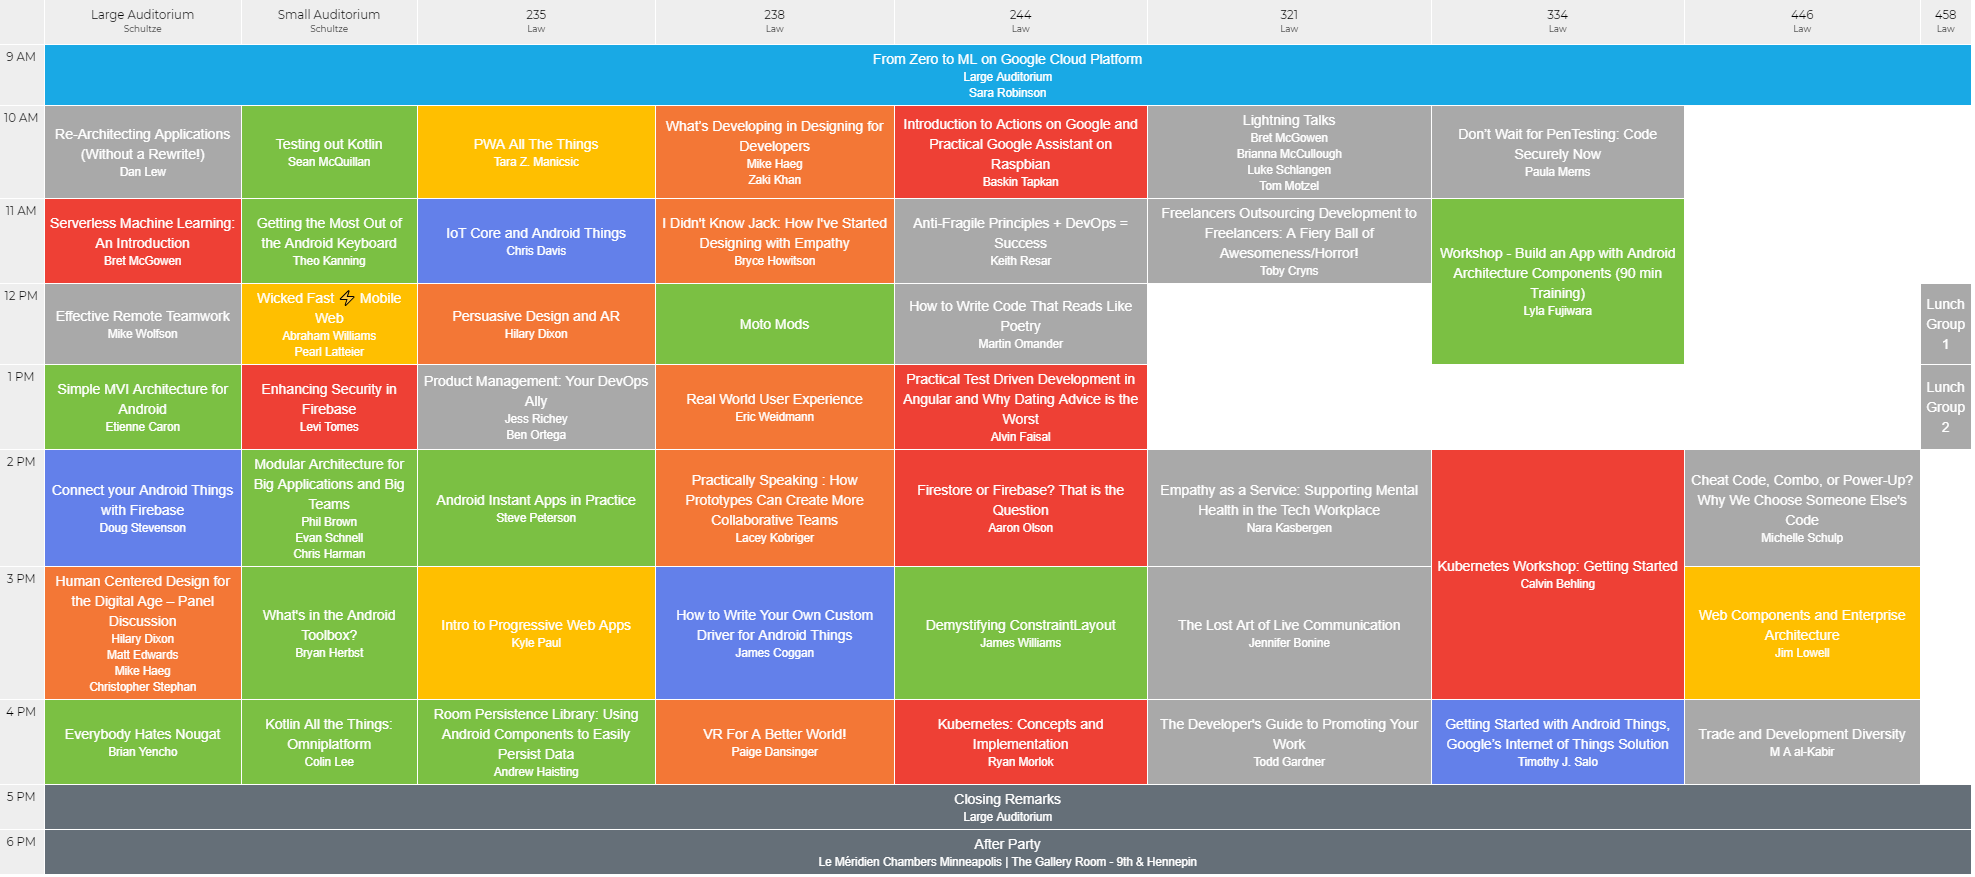 Large Auditorium
Schultze
Small Auditorium
Schultze
235
Law
238
Law
244
Law
321
Law
334
Law
446
Law
458
Law
9 AM
From Zero to ML on Google Cloud Platform
Large Auditorium
Sara Robinson
10 AM
Re-Architecting Applications
(Without a Rewrite!)
Dan Lew
Testing out Kotlin
Sean McQuillan
PWA All The Things
Tara Z. Manicsic
What's Developing in Designing for
Developers
Mike Haeg
Zaki Khan
Introduction to Actions on Google and
Practical Google Assistant on
Raspbian
Baskin Tapkan
Lightning Talks
Bret McGowen
Brianna McCullough
Luke Schlangen
Tom Motzel
Don't Wait for PenTesting: Code
Securely Now
Paula Mems
11 AM
Serverless Machine Learning:
An Introduction
Bret McGowen
Getting the Most Out of
the Android Keyboard
Theo Kanning
IoT Core and Android Things
Chris Davis
I Didn't Know Jack: How I've Started
Designing with Empathy
Bryce Howitson
Anti-Fragile Principles + DevOps =
Success
Keith Resar
Freelancers Outsourcing Development to
Freelancers: A Fiery Ball of
Awesomeness/Horror!
Toby Cryns
Workshop - Build an App with Android
Architecture Components (90 min
Training)
Lyla Fujiwara
12 PM
Effective Remote Teamwork
Mike Wolfson
Wicked Fast ⚡ Mobile
Web
Abraham Williams
Pearl Latteier
Persuasive Design and AR
Hilary Dixon
Moto Mods
How to Write Code That Reads Like
Poetry
Martin Omander
Lunch
Group
1
1 PM
Simple MVI Architecture for
Android
Etienne Caron
Enhancing Security in
Firebase
Levi Tomes
Product Management: Your DevOps
Ally
Jess Richey
Ben Ortega
Real World User Experience
Eric Weidmann
Practical Test Driven Development in
Angular and Why Dating Advice is the
Worst
Alvin Faisal
Lunch
Group
2
2 PM
Connect your Android Things
with Firebase
Doug Stevenson
Modular Architecture for
Big Applications and Big
Teams
Phil Brown
Evan Schnell
Chris Harman
Android Instant Apps in Practice
Steve Peterson
Practically Speaking : How
Prototypes Can Create More
Collaborative Teams
Lacey Kobriger
Firestore or Firebase? That is the
Question
Aaron Olson
Empathy as a Service: Supporting Mental
Health in the Tech Workplace
Nara Kasbergen
Kubernetes Workshop: Getting Started
Calvin Behling
Cheat Code, Combo, or Power-Up?
Why We Choose Someone Else's
Code
Michelle Schulp
3 PM
Human Centered Design for
the Digital Age – Panel
Discussion
Hilary Dixon
Matt Edwards
Mike Haeg
Christopher Stephan
What's in the Android
Toolbox?
Bryan Herbst
Intro to Progressive Web Apps
Kyle Paul
How to Write Your Own Custom
Driver for Android Things
James Coggan
Demystifying ConstraintLayout
James Williams
The Lost Art of Live Communication
Jennifer Bonine
Web Components and Enterprise
Architecture
Jim Lowell
4 PM
Everybody Hates Nougat
Brian Yencho
Kotlin All the Things:
Omniplatform
Colin Lee
Room Persistence Library: Using
Android Components to Easily
Persist Data
Andrew Haisting
VR For A Better World!
Paige Dansinger
Kubernetes: Concepts and
Implementation
Ryan Morlok
The Developer's Guide to Promoting Your
Work
Todd Gardner
Getting Started with Android Things,
Google's Internet of Things Solution
Timothy J. Salo
Trade and Development Diversity
M A al-Kabir
5 PM
Closing Remarks
Large Auditorium
6 PM
After Party
Le Méridien Chambers Minneapolis | The Gallery Room - 9th & Hennepin